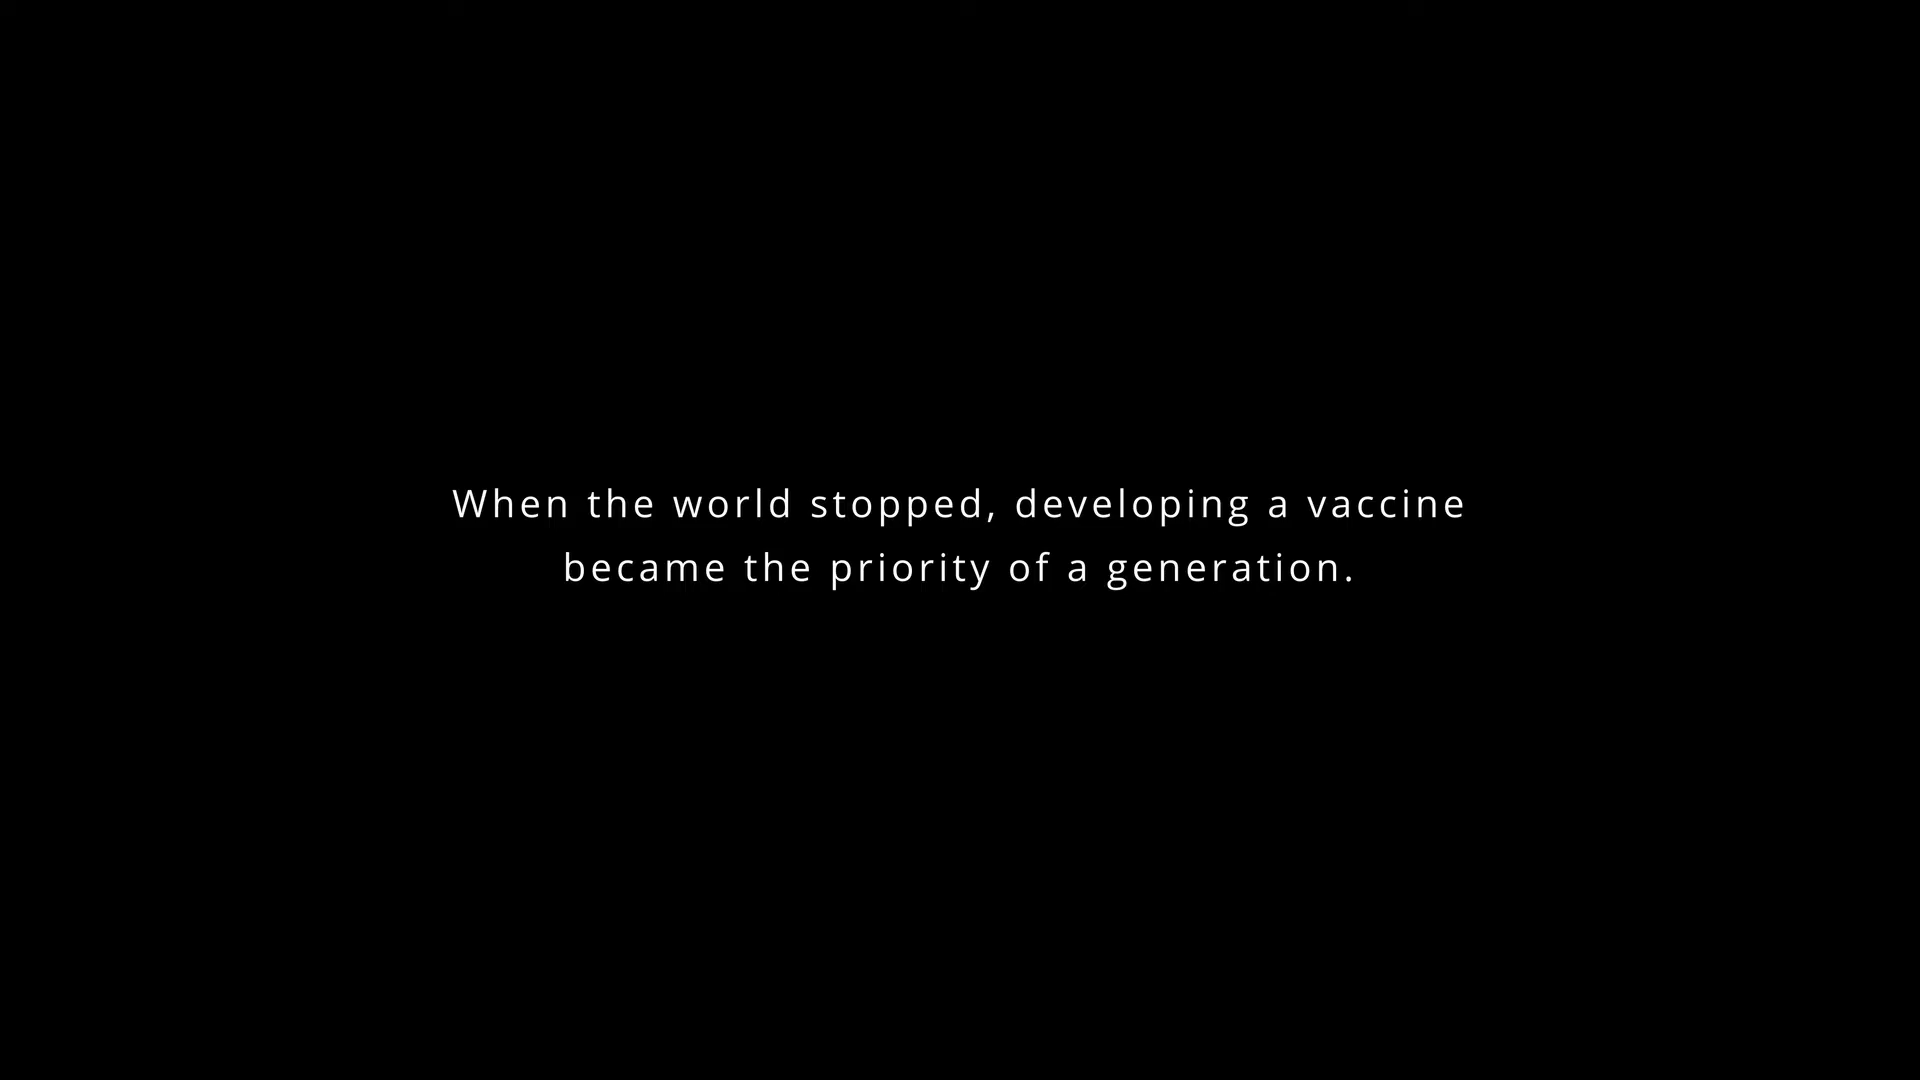 When the world stopped, developing a vaccine
became the priority of a generation.